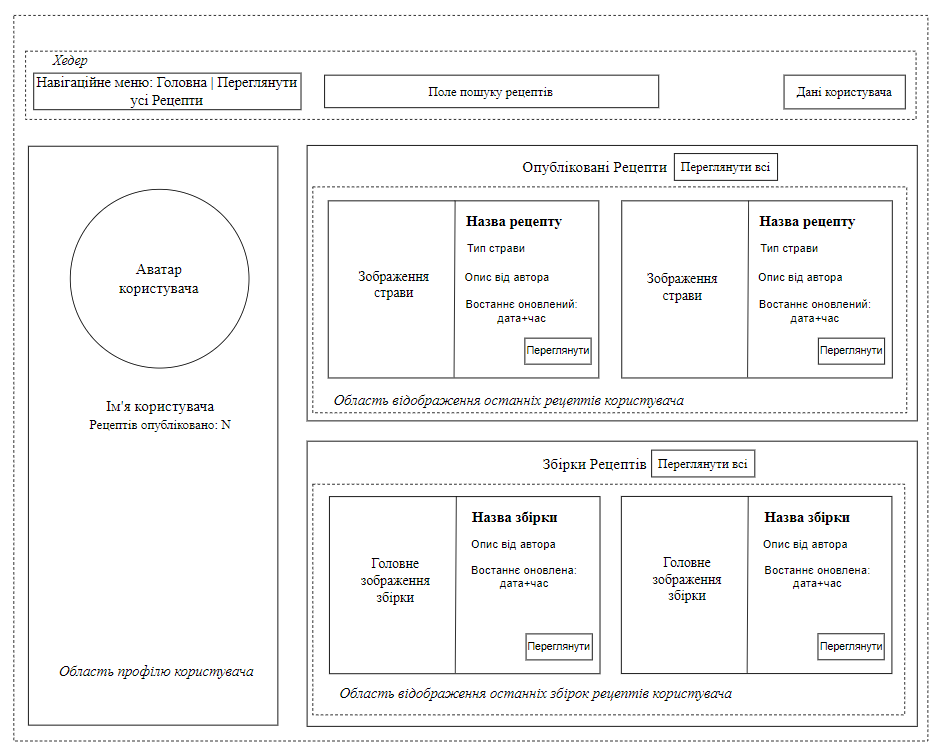 Хедер
Навігаційне меню: Головна | Переглянути
усі Рецепти
Поле пошуку рецептів
Дані користувача
Аватар
користувача
Ім'я користувача
Рецептів опубліковано: N
Область профілю користувача
Опубліковані Рецепти
Переглянути всі
Зображення
страви
Назва рецепту
Тип страви
Опис від автора
Востаннє оновлений:
дата+час
Переглянути
Зображення
страви
Назва рецепту
Тип страви
Опис від автора
Востаннє оновлений:
дата+час
Переглянути
Область відображення останніх рецептів користувача
Збірки Рецептів
Переглянути всі
Головне
зображення
збірки
Назва збірки
Опис від автора
Востаннє оновлена:
дата+час
Переглянути
Головне
зображення
збірки
Назва збірки
Опис від автора
Востаннє оновлена:
дата+час
Переглянути
Область відображення останніх збірок рецептів користувача